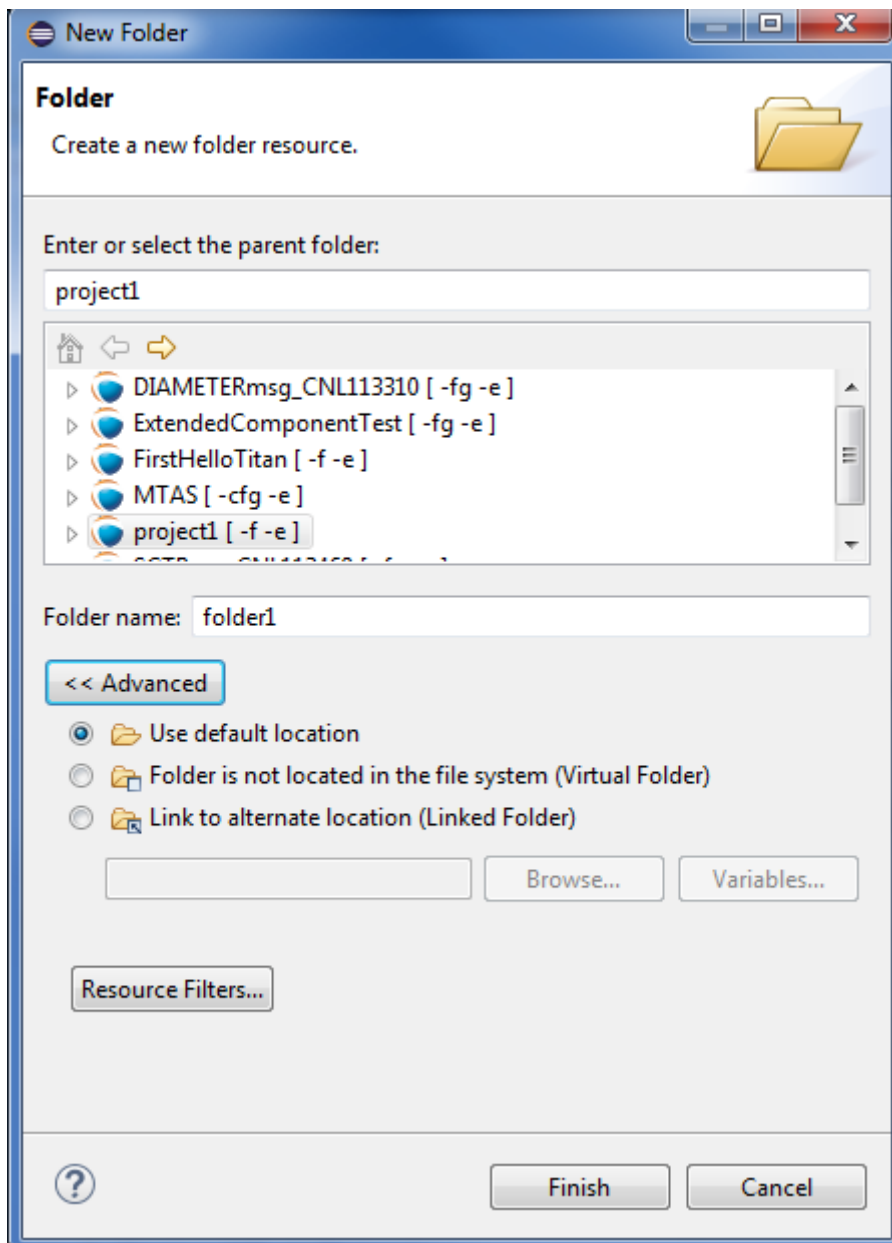 New Folder
Folder
Create a new folder resource.
Enter or select the parent folder:
project1
DIAMETERmsg_CNL113310 [ -fg -e ]
ExtendedComponentTest [ -fg -e ]
FirstHelloTitan [ -f -e ]
MTAS [ -cfg -e ]
project1 [ -f -e ]
Folder name: folder1
<< Advanced
Use default location
Folder is not located in the file system (Virtual Folder)
Link to alternate location (Linked Folder)
Browse... Variables...
Resource Filters...
Finish Cancel